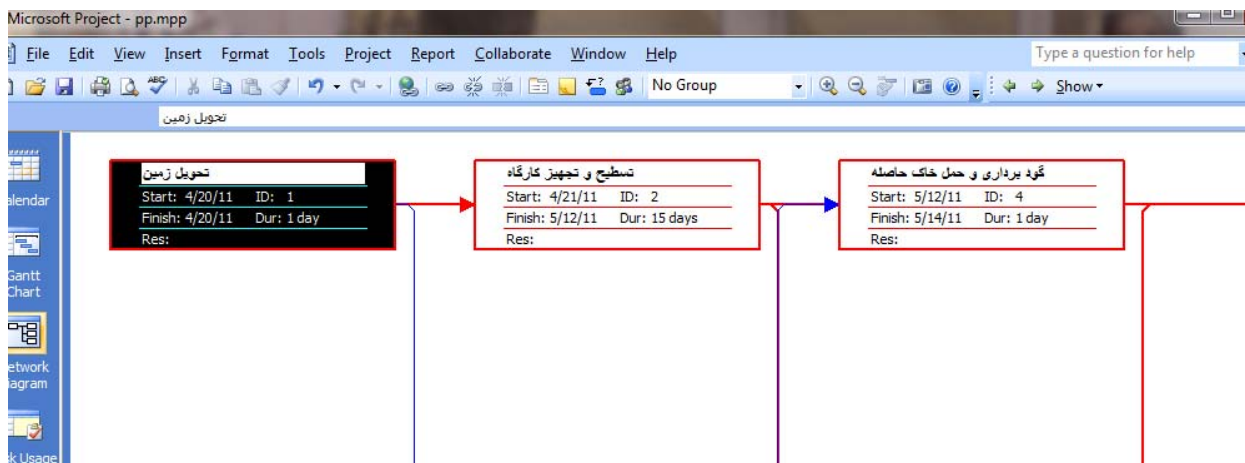 Microsoft Project - pp.mpp
File Edit View Insert Format Tools Project Report Collaborate Window Help
Type a question for help
No Group
Show
تحویل زمین
تحویل زمین
Start: 4/20/11 ID: 1
Finish: 4/20/11 Dur: 1 day
Res:
تسطیح و تجهیز کارگاه
Start: 4/21/11 ID: 2
Finish: 5/12/11 Dur: 15 days
Res:
گود برداری و حمل خاک حاصله
Start: 5/12/11 ID: 4
Finish: 5/14/11 Dur: 1 day
Res:
alendar
Gantt
Chart
etwork
iagram
sk Usage